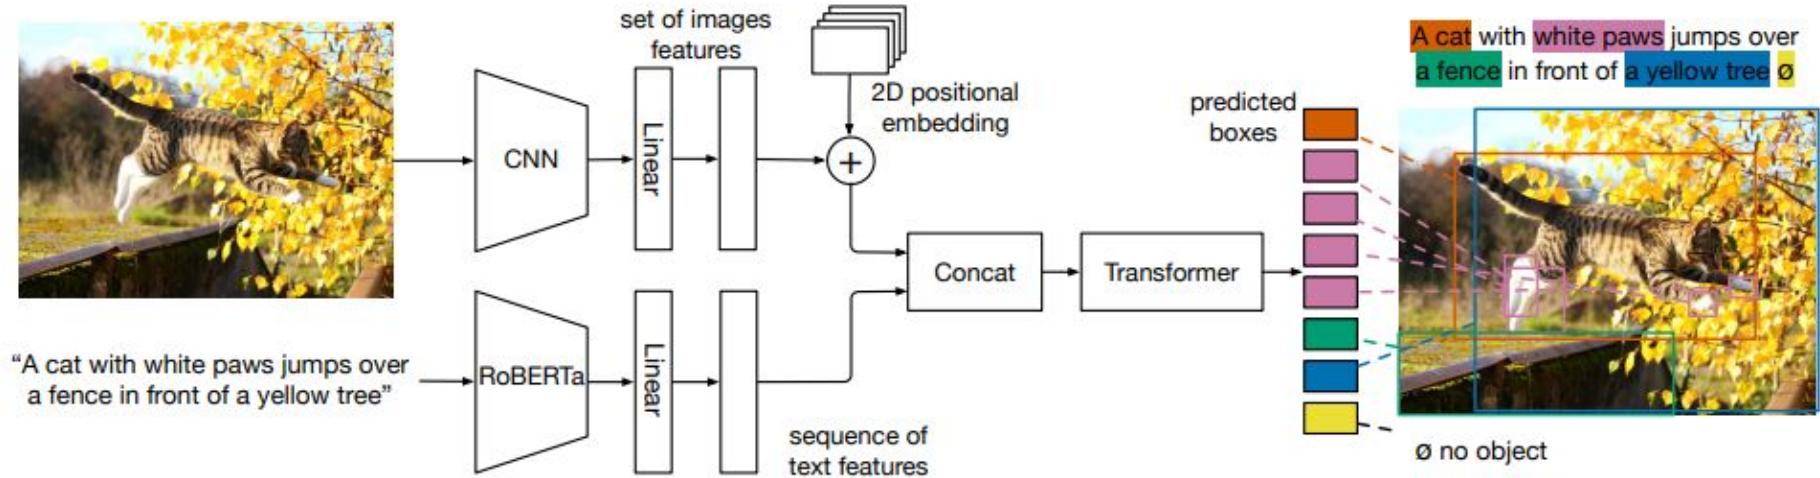 set of images
features
2D positional
embedding
CNN
Linear
+
"A cat with white paws jumps over
a fence in front of a yellow tree"
RoBERTa
Linear
sequence of
text features
Concat
Transformer
predicted
boxes
A cat with white paws jumps over
a fence in front of a yellow tree ø
ø no object